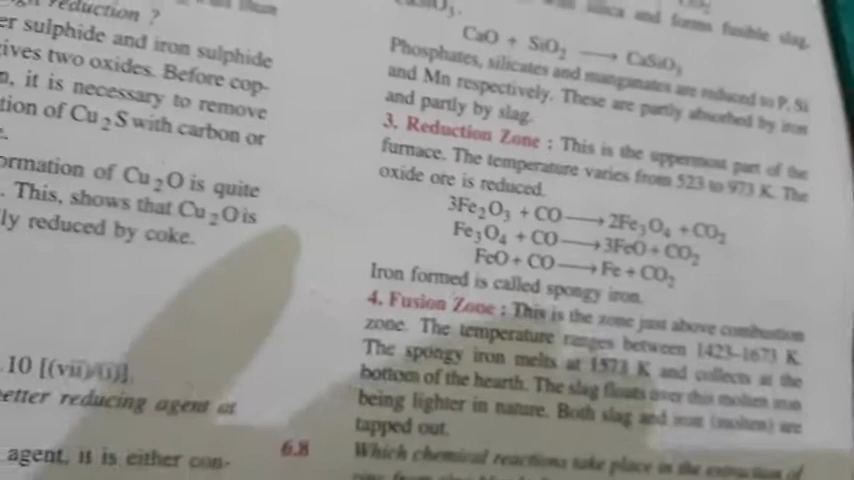 reduction ?
er sulphide and iron sulphide
gives two oxides. Before cop-
n, it is necessary to remove
tion of Cu₂S with carbon or
ormation of Cu₂O is quite
. This, shows that Cu₂O is
lly reduced by coke.
.10 [(vii)/(i)].
etter reducing agent at
agent, it is either con-
silica and forms fusible slag.
CaO + SiO₂ ⟶ CaSiO₃
Phosphates, silicates and manganates are reduced to P, Si
and Mn respectively. These are partly absorbed by iron
and partly by slag.
3. Reduction Zone : This is the uppermost part of the
furnace. The temperature varies from 523 to 973 K. The
oxide ore is reduced.
3Fe₂O₃ + CO ⟶ 2Fe₃O₄ + CO₂
Fe₃O₄ + CO ⟶ 3FeO + CO₂
FeO + CO ⟶ Fe + CO₂
Iron formed is called spongy iron.
4. Fusion Zone : This is the zone just above combustion
zone. The temperature ranges between 1423–1673 K.
The spongy iron melts at 1573 K and collects at the
bottom of the hearth. The slag floats over this molten iron
being lighter in nature. Both slag and iron (molten) are
tapped out.
6.8
Which chemical reactions take place in the extraction of